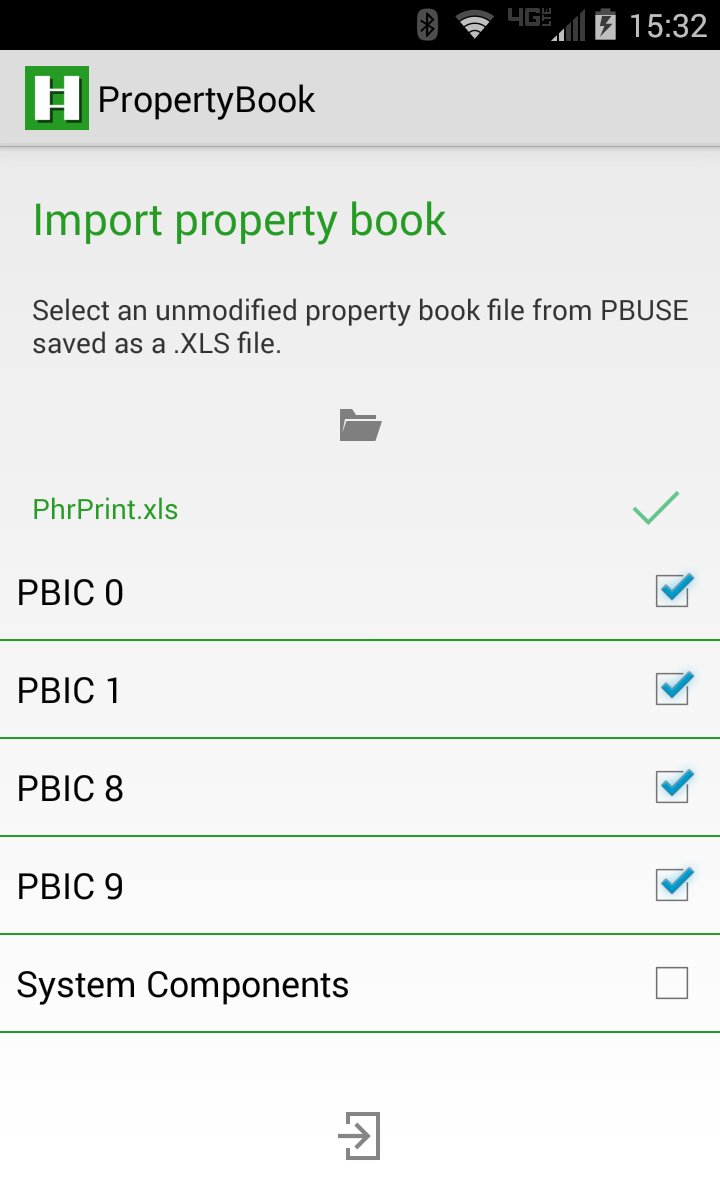 4G LTE 15:32
H PropertyBook
Import property book
Select an unmodified property book file from PBUSE
saved as a .XLS file.
PhrPrint.xls
PBIC 0
PBIC 1
PBIC 8
PBIC 9
System Components